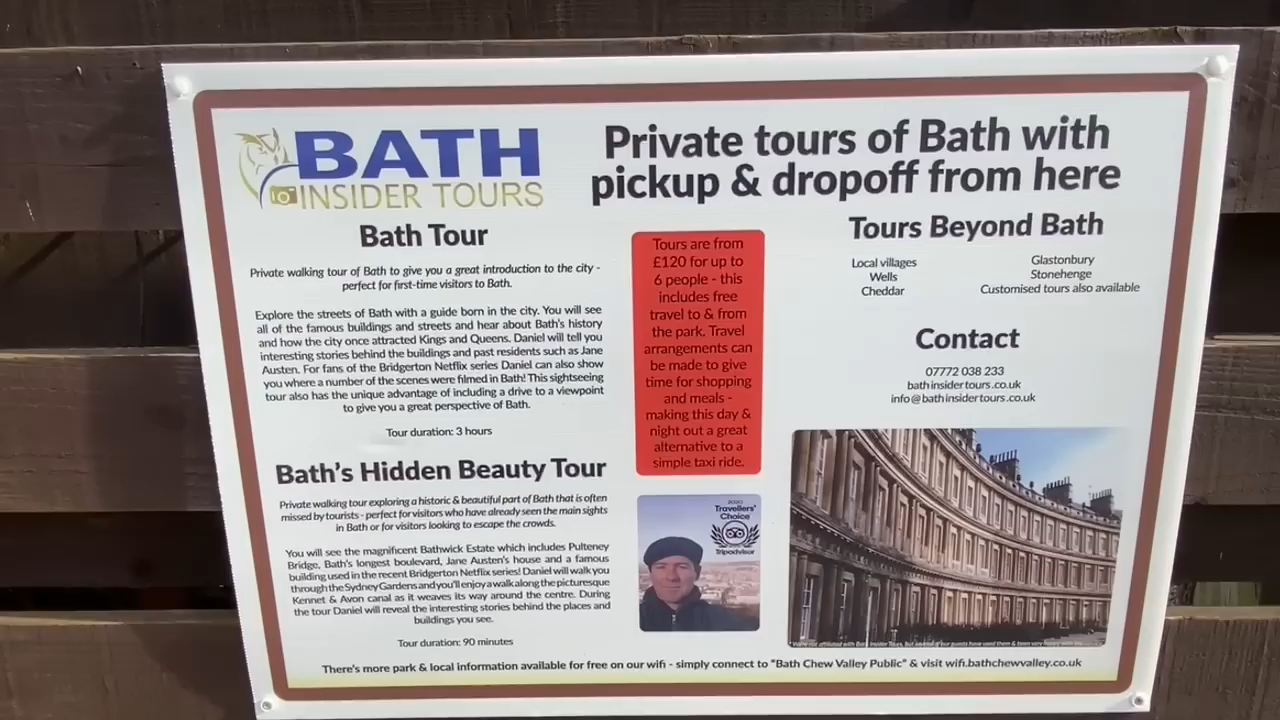 BATH
INSIDER TOURS
Private tours of Bath with
pickup & dropoff from here
Bath Tour
Private walking tour of Bath to give you a great introduction to the city -
perfect for first-time visitors to Bath.
Explore the streets of Bath with a guide born in the city. You will see
all of the famous buildings and streets and hear about Bath's history
and how the city once attracted Kings and Queens. Daniel will tell you
interesting stories behind the buildings and past residents such as Jane
Austen. For fans of the Bridgerton Netflix series Daniel can also show
you where a number of the scenes were filmed in Bath! This sightseeing
tour also has the unique advantage of including a drive to a viewpoint
to give you a great perspective of Bath.
Tour duration: 3 hours
Bath's Hidden Beauty Tour
Private walking tour exploring a historic & beautiful part of Bath that is often
missed by tourists - perfect for visitors who have already seen the main sights
in Bath or for visitors looking to escape the crowds.
You will see the magnificent Bathwick Estate which includes Pulteney
Bridge, Bath's longest boulevard, Jane Austen's house and a famous
building used in the recent Bridgerton Netflix series! Daniel will walk you
through the Sydney Gardens and you'll enjoy a walk along the picturesque
Kennet & Avon canal as it weaves its way around the centre. During
the tour Daniel will reveal the interesting stories behind the places and
buildings you see.
Tour duration: 90 minutes
Tours are from
£120 for up to
6 people - this
includes free
travel to & from
the park. Travel
arrangements can
be made to give
time for shopping
and meals -
making this day &
night out a great
alternative to a
simple taxi ride.
2020
Travellers'
Choice
Tripadvisor
Tours Beyond Bath
Local villages
Wells
Cheddar
Glastonbury
Stonehenge
Customised tours also available
Contact
07772 038 233
bathinsidertours.co.uk
info@bathinsidertours.co.uk
There's more park & local information available for free on our wifi - simply connect to "Bath Chew Valley Public" & visit wifi.bathchewvalley.co.uk